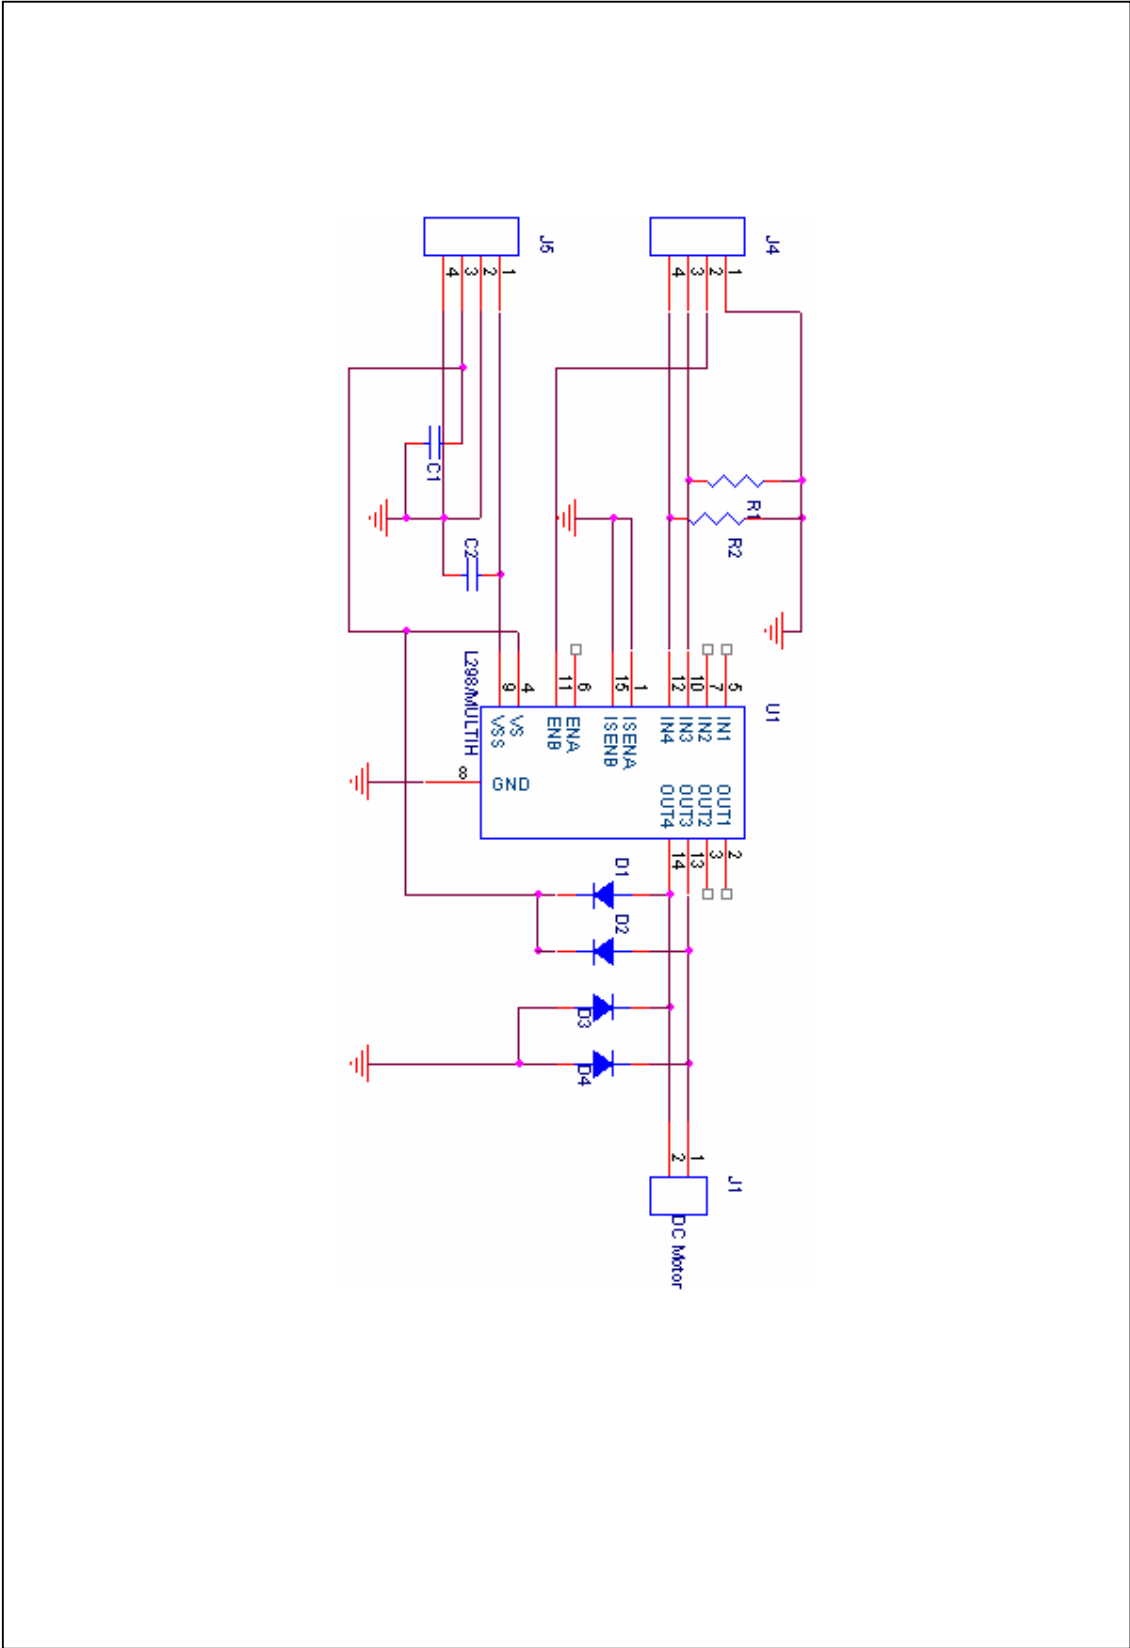 J5
4 3 2 1
J4
4 3 2 1
C1
C2
R1
R2
U1
L298/MULTIH
9 4
11 6
15 1
12 10 7 5
VSS
VS
ENB
ENA
ISENB
ISENA
IN4
IN3
IN2
IN1
8
GND
OUT4
OUT3
OUT2
OUT1
14 13 3 2
D1
D2
D3
D4
2 1
J1
DC Motor